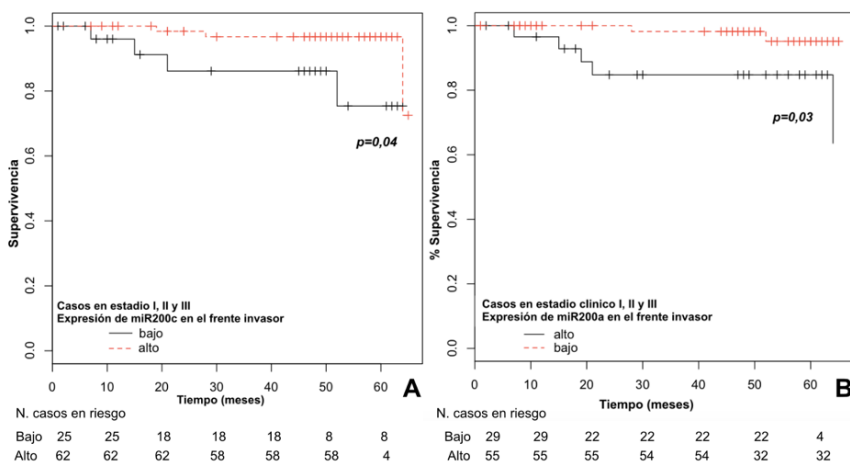 1.0
0.8
0.6
0.4
0.2
0.0
Supervivencia
p=0,04
Casos en estadio I, II y III
Expresión de miR200c en el frente invasor
bajo
alto
0 10 20 30 40 50 60
Tiempo (meses)
A
N. casos en riesgo
Bajo 25 25 18 18 18 8 8
Alto 62 62 62 58 58 58 4
1.0
0.8
0.6
0.4
0.2
0.0
% Supervivencia
p=0,03
Casos en estadio clinico I, II y III
Expresión de miR200a en el frente invasor
alto
bajo
0 10 20 30 40 50 60
Tiempo (meses)
B
N. casos en riesgo
Bajo 29 29 22 22 22 22 4
Alto 55 55 55 54 54 32 32